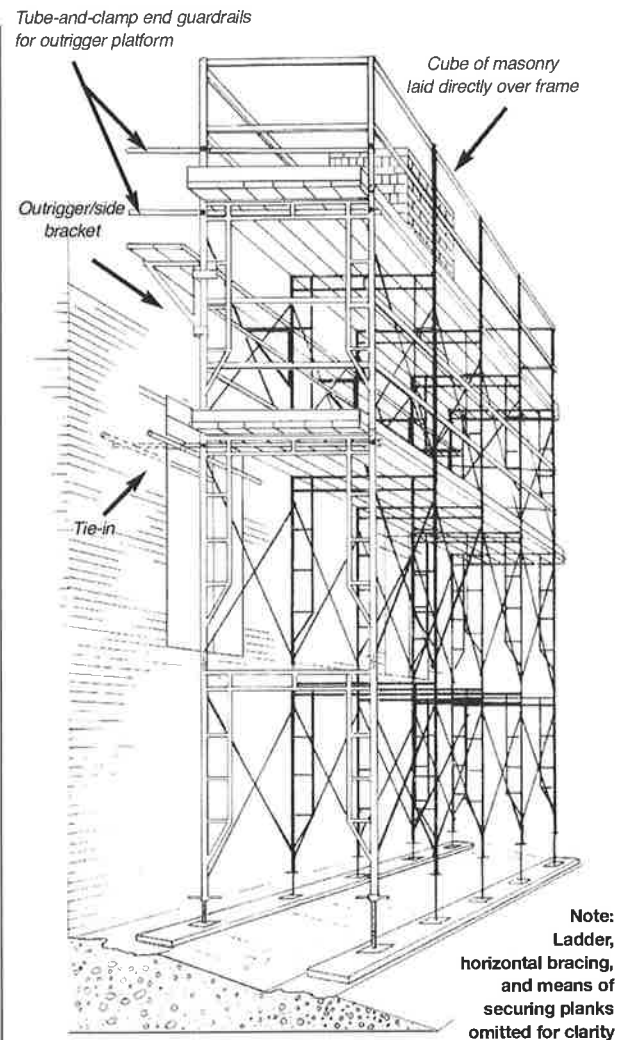 Tube-and-clamp end guardrails
for outrigger platform
Cube of masonry
laid directly over frame
Outrigger/side
bracket
Tie-in
Note:
Ladder,
horizontal bracing,
and means of
securing planks
omitted for clarity